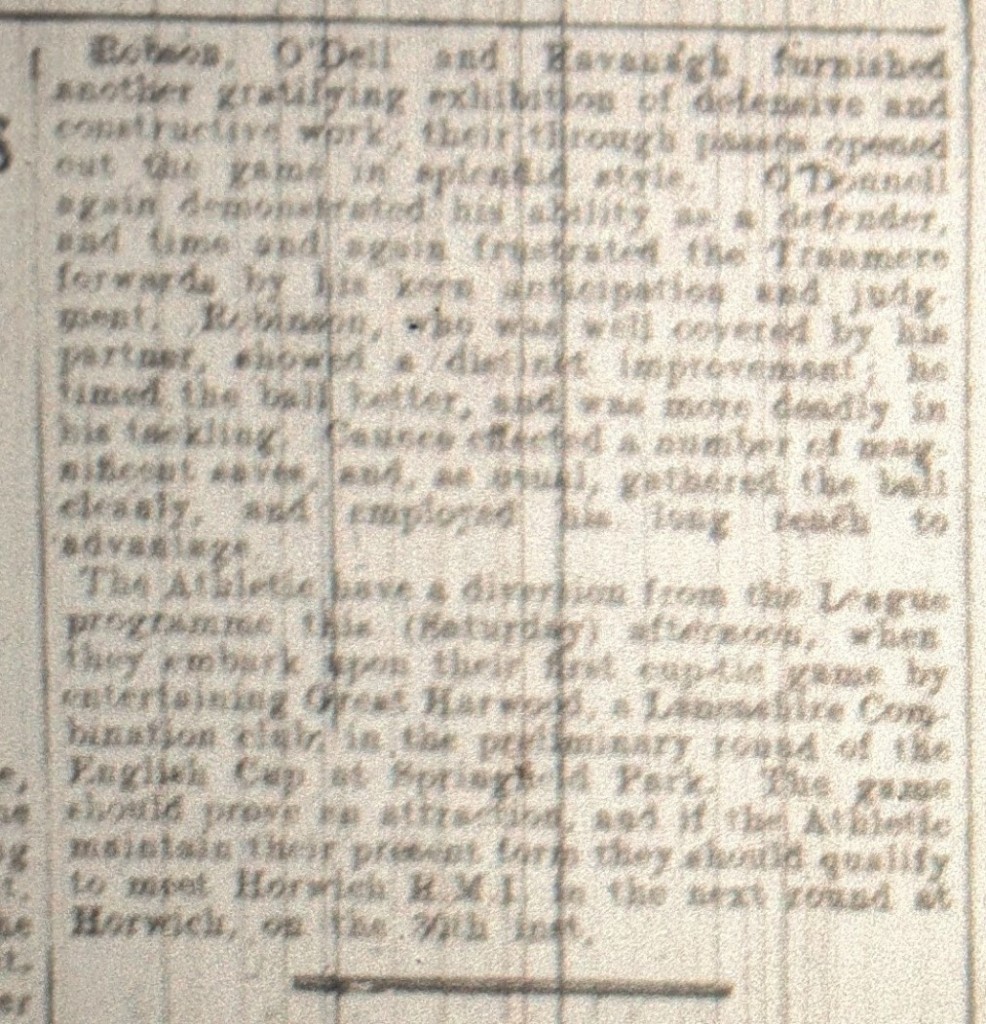 Robson, O'Dell and Kavanagh furnished
another gratifying exhibition of defensive and
constructive work, their through passes opened
out the game in splendid style. O'Donnell
again demonstrated his ability as a defender,
and time and again frustrated the Tranmere
forwards by his keen anticipation and judg-
ment. Robinson, who was well covered by his
partner, showed a distinct improvement; he
timed the ball better, and was more deadly in
his tackling. effected a number of mag-
nificent saves, and, as usual, gathered the ball
cleanly, and employed his long reach to
advantage.
The Athletic have a diversion from the League
programme this (Saturday) afternoon, when
they embark upon their first cup-tie game by
entertaining Great Harwood, a Lancashire Com-
bination club, in the preliminary round of the
English Cup at Springfield Park. The game
should prove an attraction, and if the Athletic
maintain their present form they should qualify
to meet Horwich R.M.I. in the next round at
Horwich, on the inst.